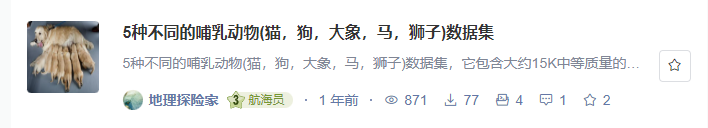 5种不同的哺乳动物(猫，狗，大象，马，狮子)数据集
5种不同的哺乳动物(猫，狗，大象，马，狮子)数据集，它包含大约15K中等质量的…
地理探险家 3 航海员 · 1 年前 · 871 77 4 1 2